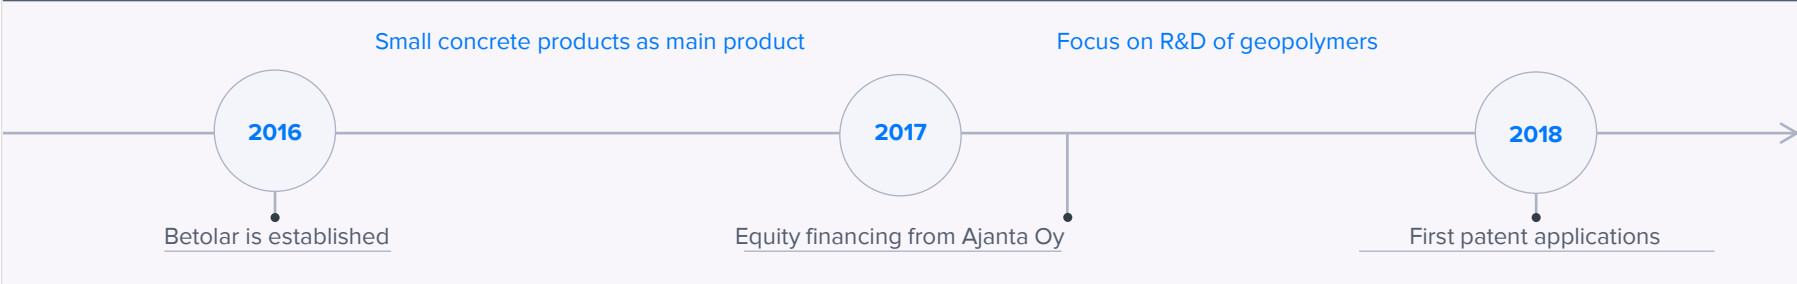 Small concrete products as main product
Focus on R&D of geopolymers
2016
2017
2018
Betolar is established
Equity financing from Ajanta Oy
First patent applications